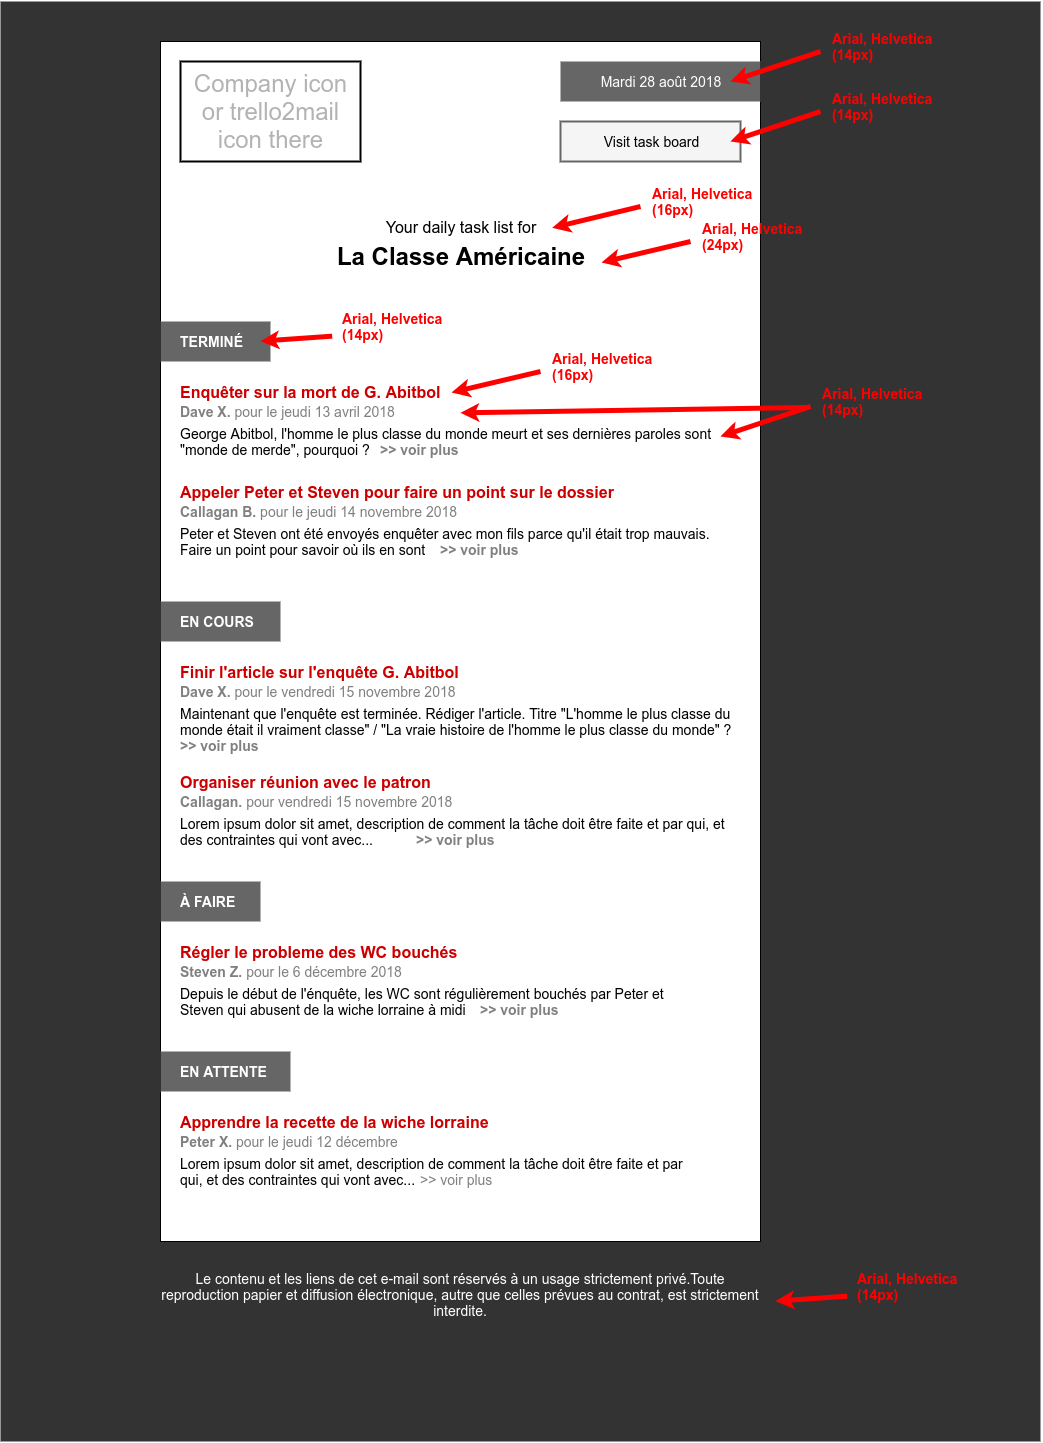 Company icon
or trello2mail
icon there
Mardi 28 août 2018
Arial, Helvetica
(14px)
Visit task board
Arial, Helvetica
(14px)
Your daily task list for
Arial, Helvetica
(16px)
La Classe Américaine
Arial, Helvetica
(24px)
TERMINÉ
Arial, Helvetica
(14px)
Enquêter sur la mort de G. Abitbol
Arial, Helvetica
(16px)
Dave X. pour le jeudi 13 avril 2018
Arial, Helvetica
(14px)
George Abitbol, l'homme le plus classe du monde meurt et ses dernières paroles sont
"monde de merde", pourquoi ? >> voir plus
Appeler Peter et Steven pour faire un point sur le dossier
Callagan B. pour le jeudi 14 novembre 2018
Peter et Steven ont été envoyés enquêter avec mon fils parce qu'il était trop mauvais.
Faire un point pour savoir où ils en sont >> voir plus
EN COURS
Finir l'article sur l'enquête G. Abitbol
Dave X. pour le vendredi 15 novembre 2018
Maintenant que l'enquête est terminée. Rédiger l'article. Titre "L'homme le plus classe du
monde était il vraiment classe" / "La vraie histoire de l'homme le plus classe du monde" ?
>> voir plus
Organiser réunion avec le patron
Callagan. pour vendredi 15 novembre 2018
Lorem ipsum dolor sit amet, description de comment la tâche doit être faite et par qui, et
des contraintes qui vont avec... >> voir plus
À FAIRE
Régler le probleme des WC bouchés
Steven Z. pour le 6 décembre 2018
Depuis le début de l'énquête, les WC sont régulièrement bouchés par Peter et
Steven qui abusent de la wiche lorraine à midi >> voir plus
EN ATTENTE
Apprendre la recette de la wiche lorraine
Peter X. pour le jeudi 12 décembre
Lorem ipsum dolor sit amet, description de comment la tâche doit être faite et par
qui, et des contraintes qui vont avec... >> voir plus
Le contenu et les liens de cet e-mail sont réservés à un usage strictement privé.Toute
reproduction papier et diffusion électronique, autre que celles prévues au contrat, est strictement
interdite.
Arial, Helvetica
(14px)